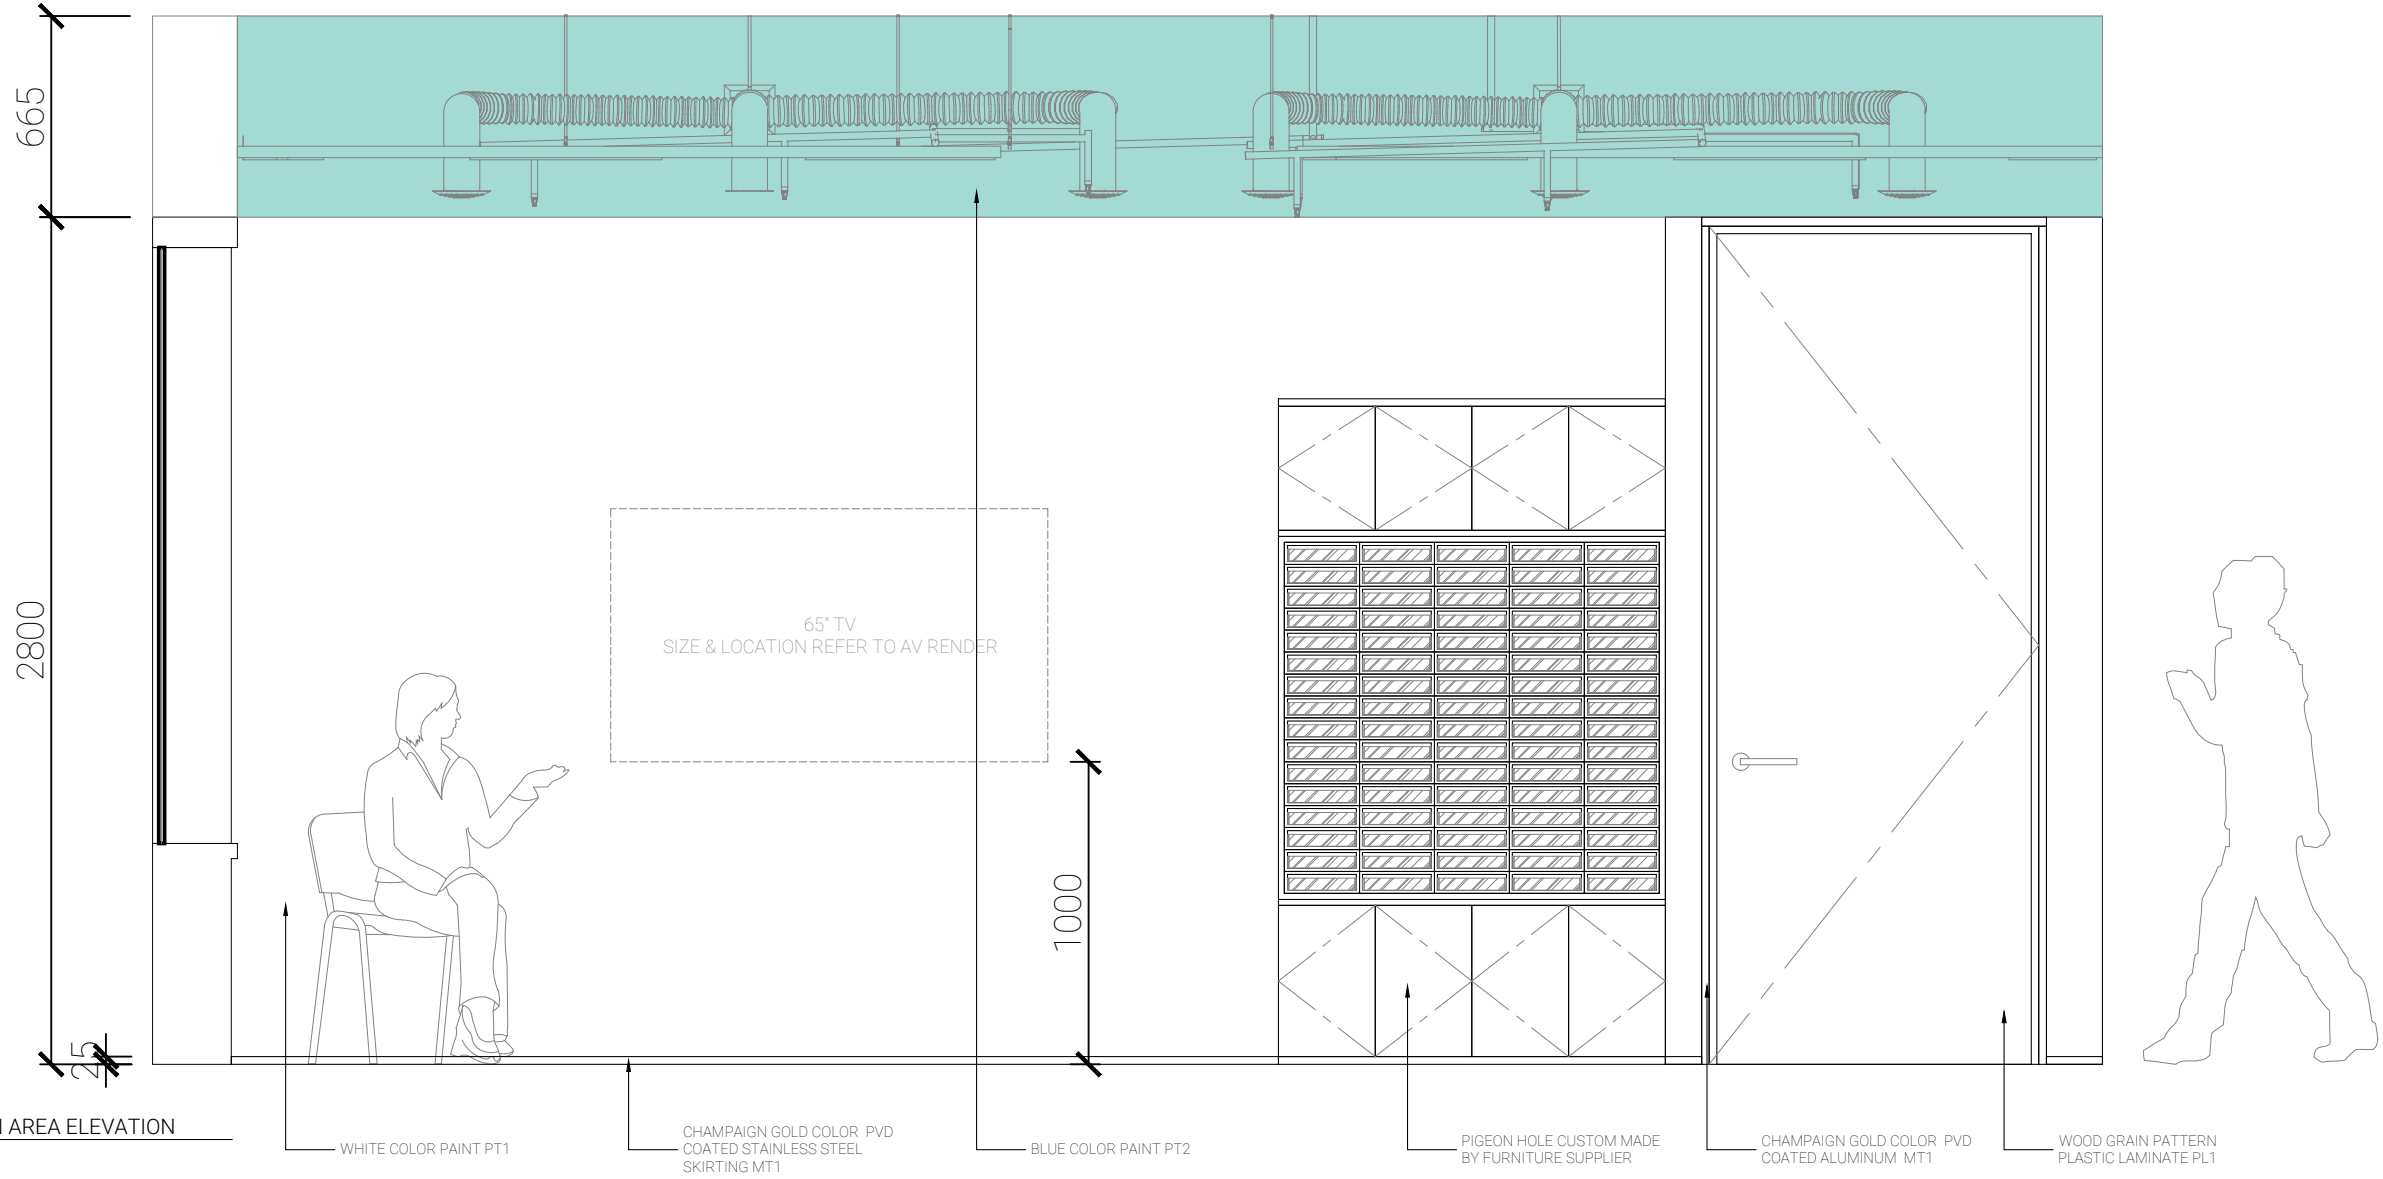 665
2800
65" TV
SIZE & LOCATION REFER TO AV RENDER
1000
25
AREA ELEVATION
WHITE COLOR PAINT PT1
CHAMPAIGN GOLD COLOR PVD
COATED STAINLESS STEEL
SKIRTING MT1
BLUE COLOR PAINT PT2
PIGEON HOLE CUSTOM MADE
BY FURNITURE SUPPLIER
CHAMPAIGN GOLD COLOR PVD
COATED ALUMINUM MT1
WOOD GRAIN PATTERN
PLASTIC LAMINATE PL1